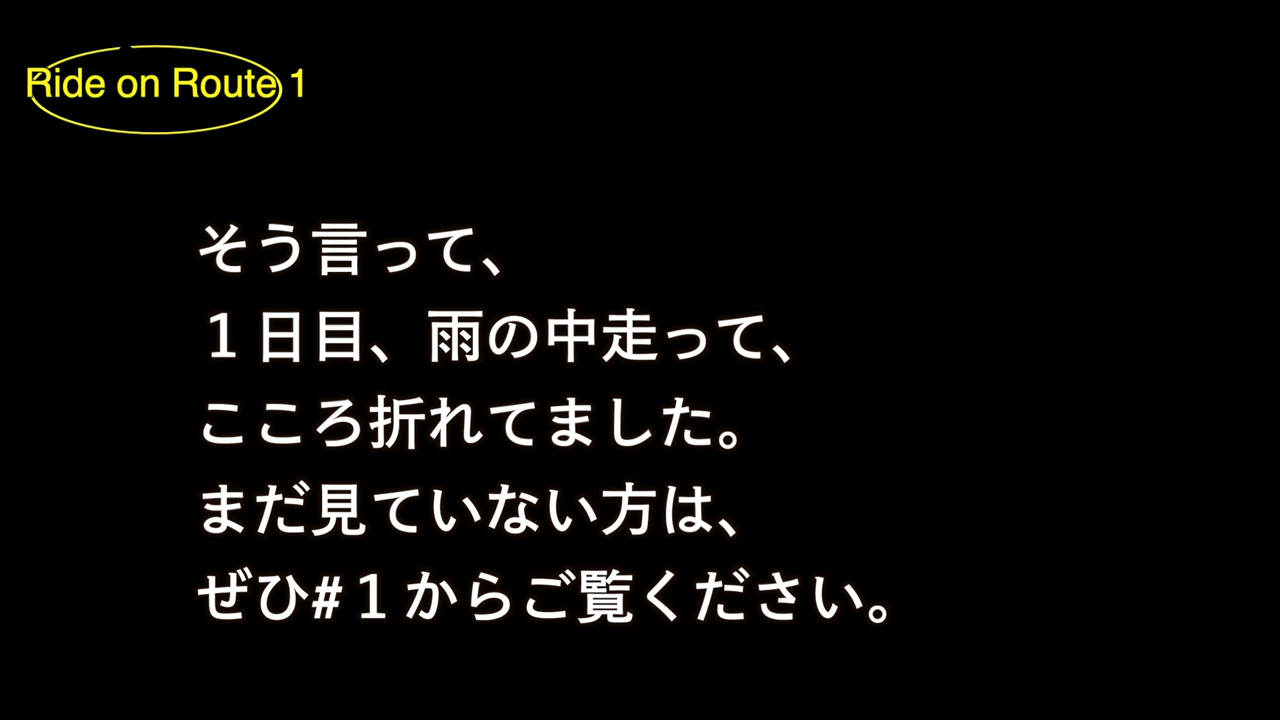 Ride on Route 1
そう言って、
１日目、雨の中走って、
こころ折れてました。
まだ見ていない方は、
ぜひ#１からご覧ください。